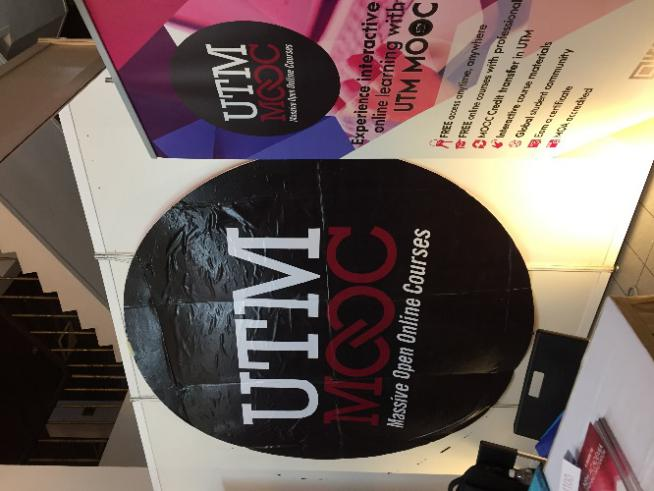 UTM
MOOC
Massive Open Online Courses
Experience interactive
online learning with
UTM MOOC
FREE access anytime, anywhere
FREE online courses with professional
MOOC Credit transfer in UTM
Interactive course materials
Global student community
Earn a certificate
MQA accredited
UTM
MOOC
Massive Open Online Courses